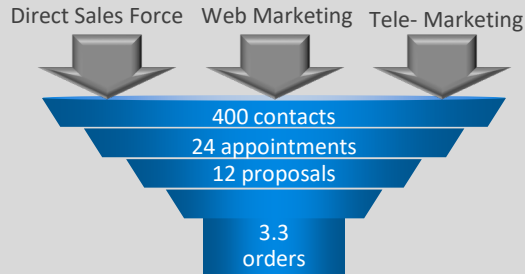 Direct Sales Force
Web Marketing
Tele- Marketing
400 contacts
24 appointments
12 proposals
3.3
orders